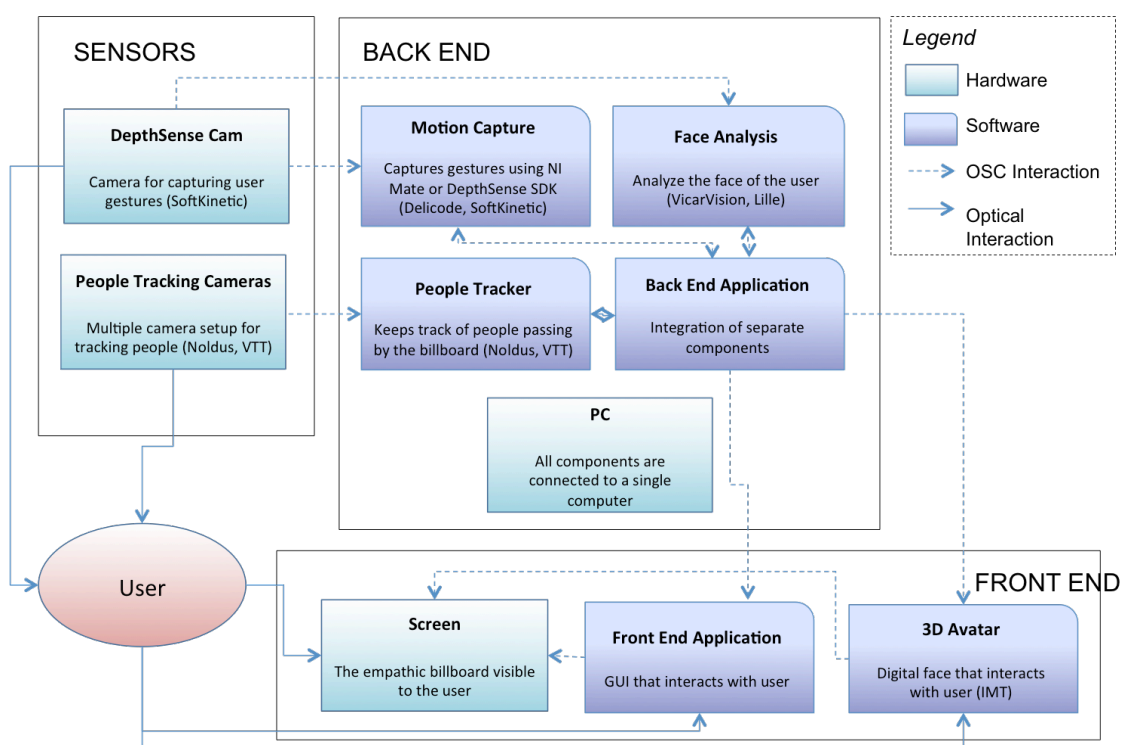 SENSORS
DepthSense Cam
Camera for capturing user
gestures (SoftKinetic)
People Tracking Cameras
Multiple camera setup for
tracking people (Noldus, VTT)
BACK END
Motion Capture
Captures gestures using NI
Mate or DepthSense SDK
(Delicode, SoftKinetic)
Face Analysis
Analyze the face of the user
(VicarVision, Lille)
People Tracker
Keeps track of people passing
by the billboard (Noldus, VTT)
Back End Application
Integration of separate
components
PC
All components are
connected to a single
computer
Legend
Hardware
Software
OSC Interaction
Optical
Interaction
User
FRONT END
Screen
The empathic billboard visible
to the user
Front End Application
GUI that interacts with user
3D Avatar
Digital face that interacts
with user (IMT)